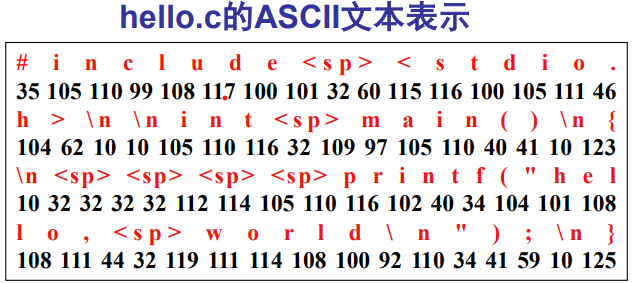 hello.c的ASCII文本表示
# i n c l u d e <sp> < s t d i o .
35 105 110 99 108 117 100 101 32 60 115 116 100 105 111 46
h > \n \n i n t <sp> m a i n ( ) \n {
104 62 10 10 105 110 116 32 109 97 105 110 40 41 10 123
\n <sp> <sp> <sp> <sp> p r i n t f ( " h e l
10 32 32 32 32 112 114 105 110 116 102 40 34 104 101 108
l o , <sp> w o r l d \ n " ) ; \n }
108 111 44 32 119 111 114 108 100 92 110 34 41 59 10 125